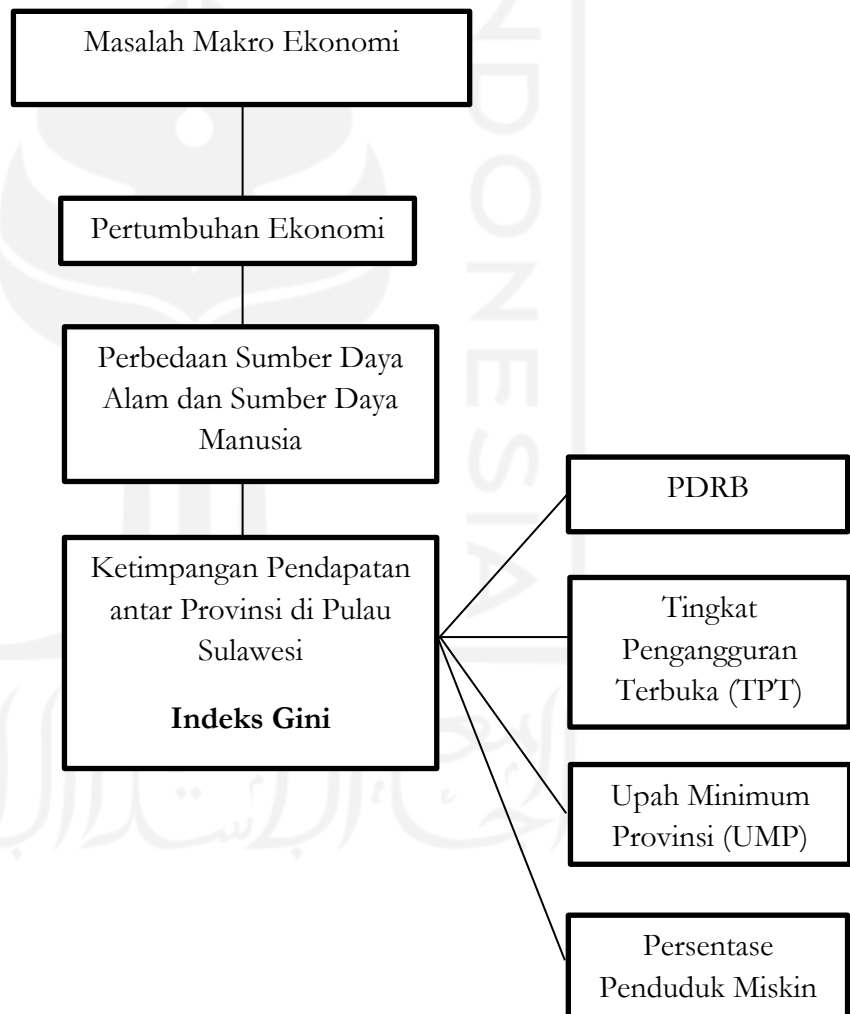 Masalah Makro Ekonomi
Pertumbuhan Ekonomi
Perbedaan Sumber Daya
Alam dan Sumber Daya
Manusia
Ketimpangan Pendapatan
antar Provinsi di Pulau
Sulawesi
Indeks Gini
PDRB
Tingkat
Pengangguran
Terbuka (TPT)
Upah Minimum
Provinsi (UMP)
Persentase
Penduduk Miskin
NDONESIA